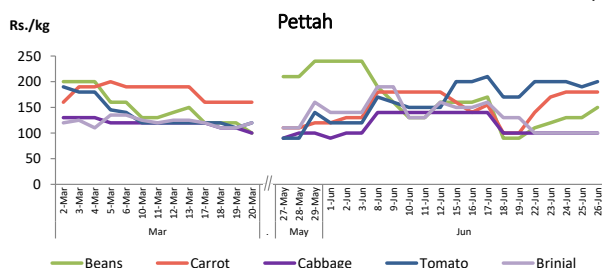 Rs./kg
Pettah
250
200
150
100
50
0
2-Mar 3-Mar 4-Mar 5-Mar 6-Mar 10-Mar 11-Mar 12-Mar 13-Mar 17-Mar 18-Mar 19-Mar 20-Mar // 27-May 28-May 29-May 1-Jun 2-Jun 3-Jun 8-Jun 9-Jun 10-Jun 11-Jun 12-Jun 15-Jun 16-Jun 17-Jun 18-Jun 19-Jun 22-Jun 23-Jun 24-Jun 25-Jun 26-Jun
Mar . May Jun
Beans Carrot Cabbage Tomato Brinial